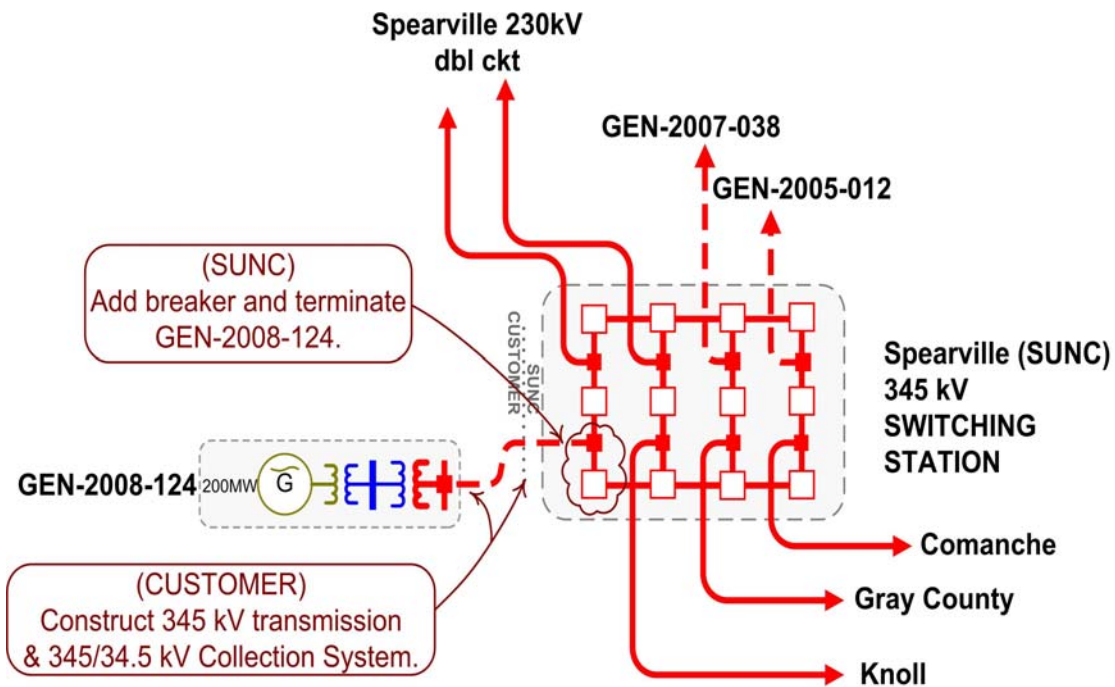 Spearville 230kV
dbl ckt
GEN-2007-038
GEN-2005-012
(SUNC)
Add breaker and terminate
GEN-2008-124.
SUNC
CUSTOMER
Spearville (SUNC)
345 kV
SWITCHING
STATION
GEN-2008-124
200MW
G
Comanche
(CUSTOMER)
Construct 345 kV transmission
& 345/34.5 kV Collection System.
Gray County
Knoll